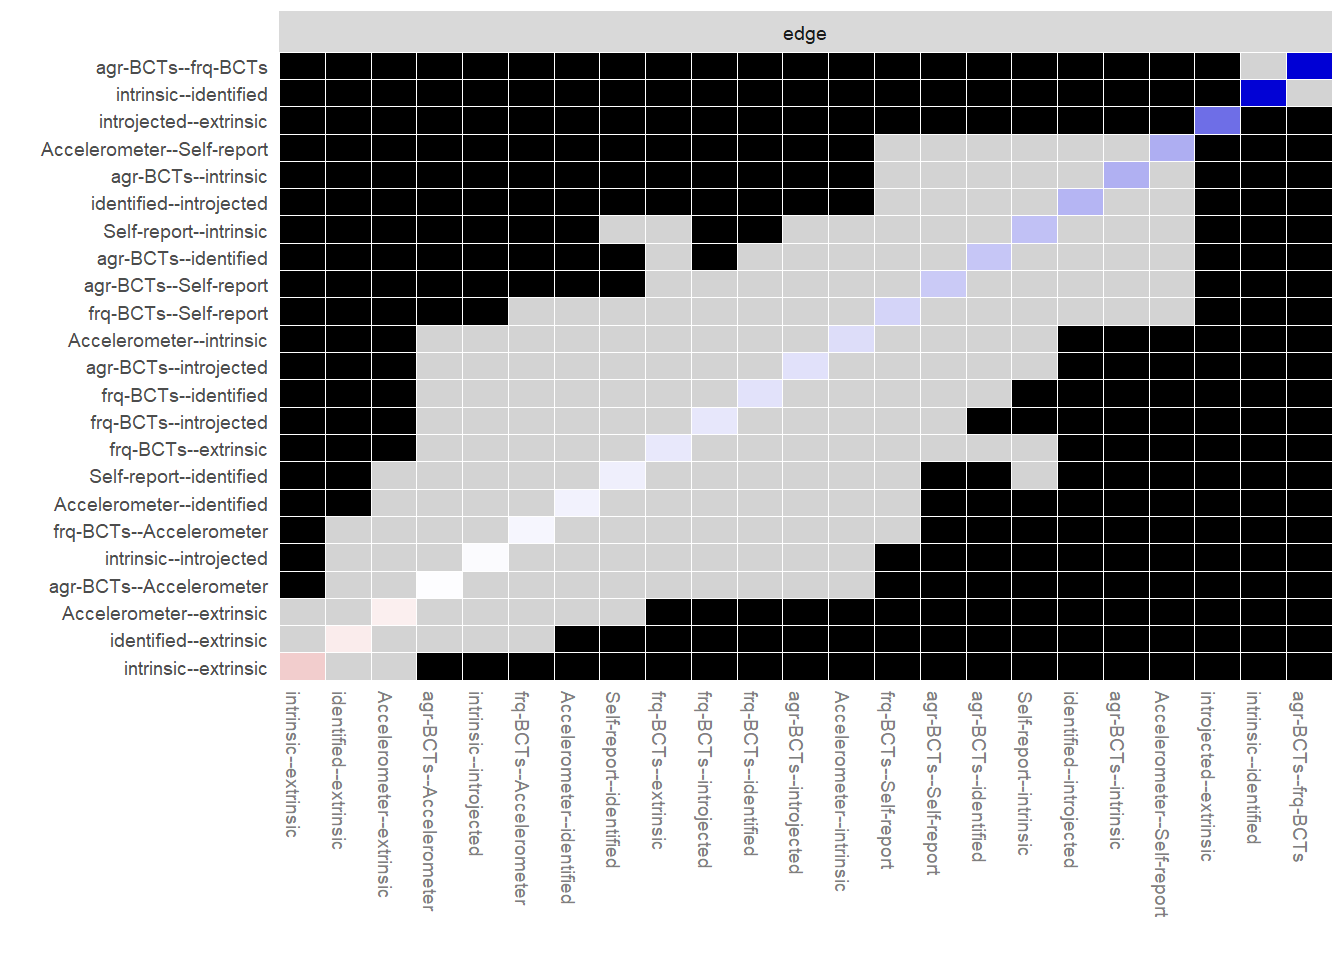 edge
agr-BCTs--frq-BCTs
intrinsic--identified
introjected--extrinsic
Accelerometer--Self-report
agr-BCTs--intrinsic
identified--introjected
Self-report--intrinsic
agr-BCTs--identified
agr-BCTs--Self-report
frq-BCTs--Self-report
Accelerometer--intrinsic
agr-BCTs--introjected
frq-BCTs--identified
frq-BCTs--introjected
frq-BCTs--extrinsic
Self-report--identified
Accelerometer--identified
frq-BCTs--Accelerometer
intrinsic--introjected
agr-BCTs--Accelerometer
Accelerometer--extrinsic
identified--extrinsic
intrinsic--extrinsic
intrinsic--extrinsic
identified--extrinsic
Accelerometer--extrinsic
agr-BCTs--Accelerometer
intrinsic--introjected
frq-BCTs--Accelerometer
Accelerometer--identified
Self-report--identified
frq-BCTs--extrinsic
frq-BCTs--introjected
frq-BCTs--identified
agr-BCTs--introjected
Accelerometer--intrinsic
frq-BCTs--Self-report
agr-BCTs--Self-report
agr-BCTs--identified
Self-report--intrinsic
identified--introjected
agr-BCTs--intrinsic
Accelerometer--Self-report
introjected--extrinsic
intrinsic--identified
agr-BCTs--frq-BCTs